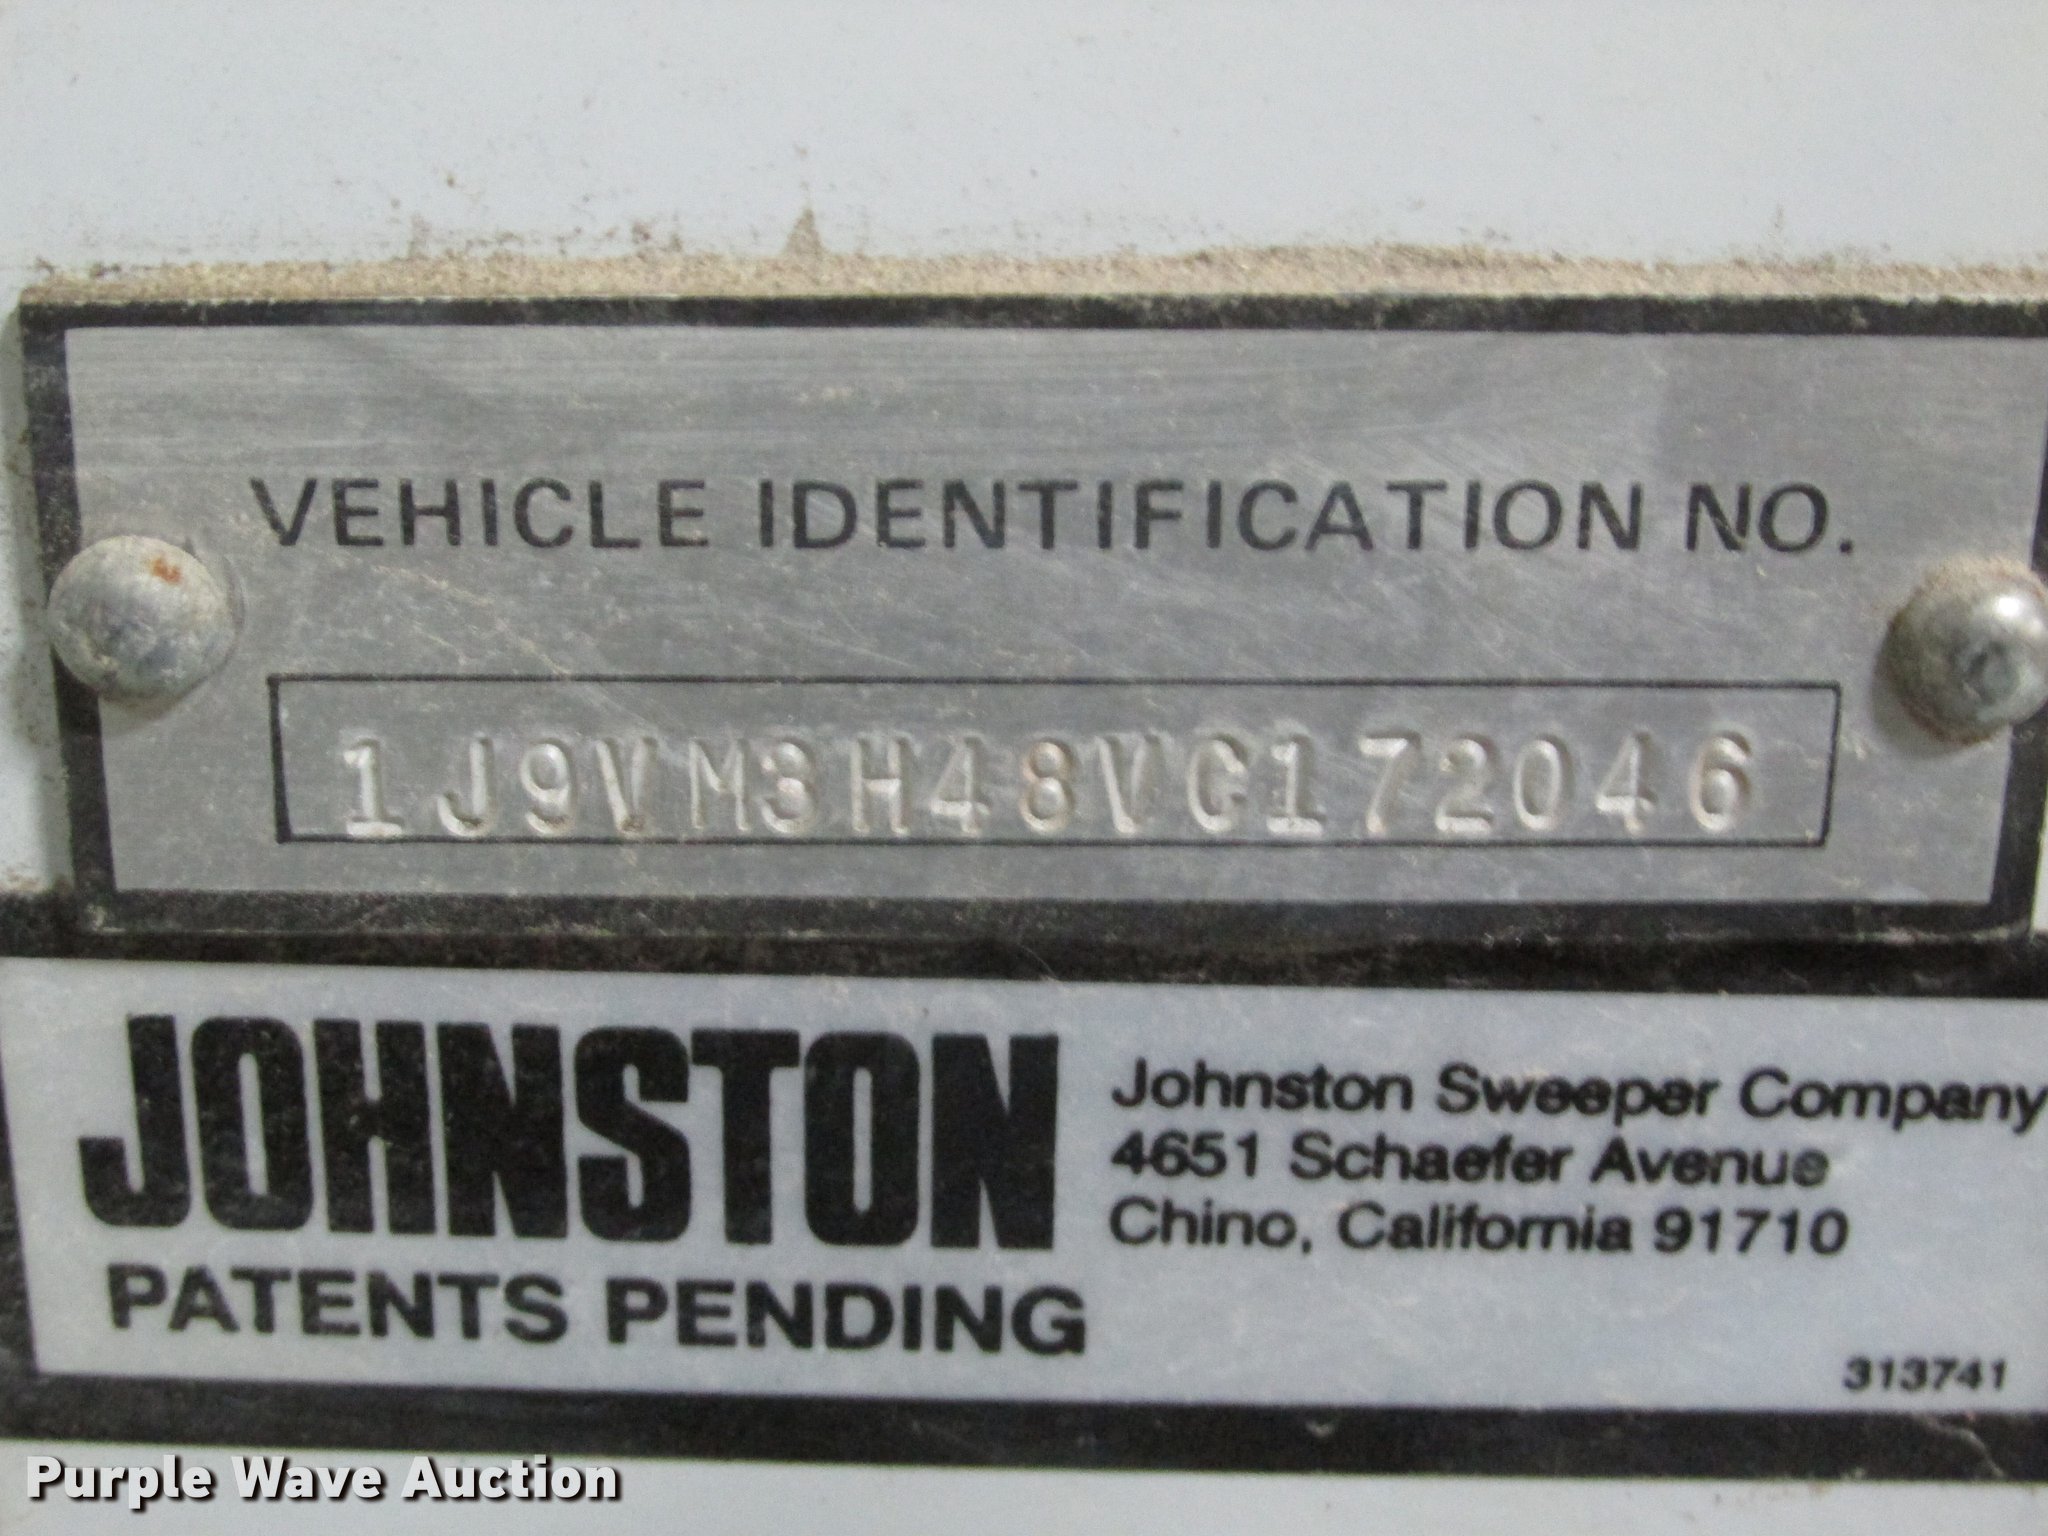 VEHICLE IDENTIFICATION NO.
1J9VM3H48VC172046
JOHNSTON
PATENTS PENDING
Johnston Sweeper Company
4651 Schaefer Avenue
Chino, California 91710
313741
Purple Wave Auction